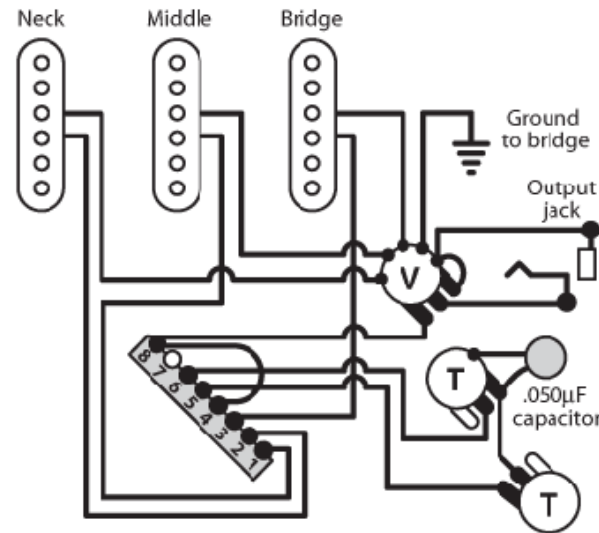 Neck
Middle
Bridge
Ground
to bridge
Output
jack
V
8
7
6
5
4
3
2
1
T
.050µF
capacitor
T